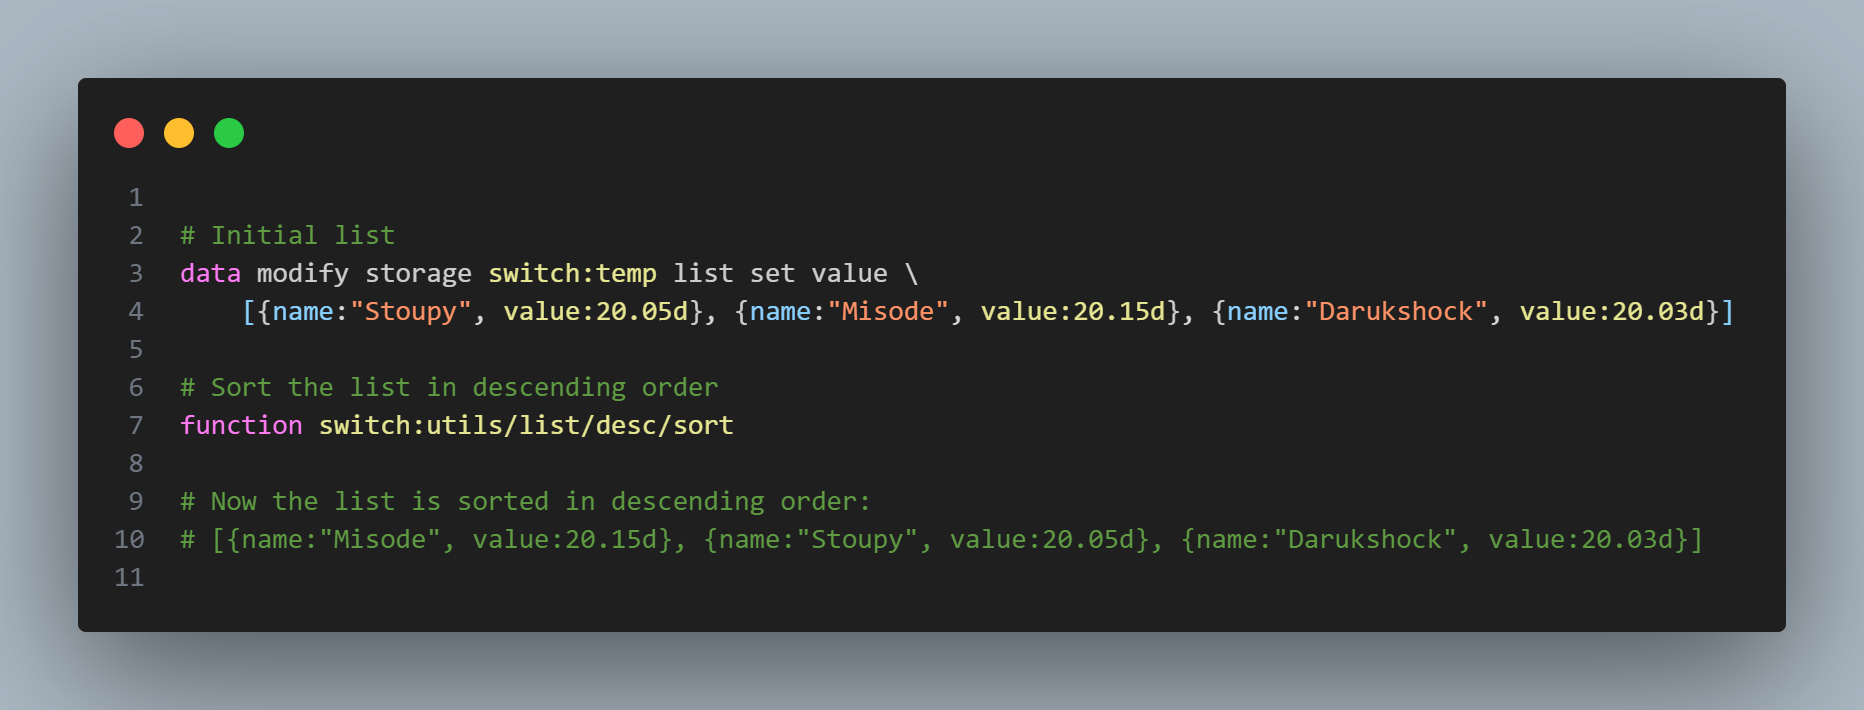 1
2 # Initial list
3 data modify storage switch:temp list set value \
4     [{name:"Stoupy", value:20.05d}, {name:"Misode", value:20.15d}, {name:"Darukshock", value:20.03d}]
5
6 # Sort the list in descending order
7 function switch:utils/list/desc/sort
8
9 # Now the list is sorted in descending order:
10 # [{name:"Misode", value:20.15d}, {name:"Stoupy", value:20.05d}, {name:"Darukshock", value:20.03d}]
11